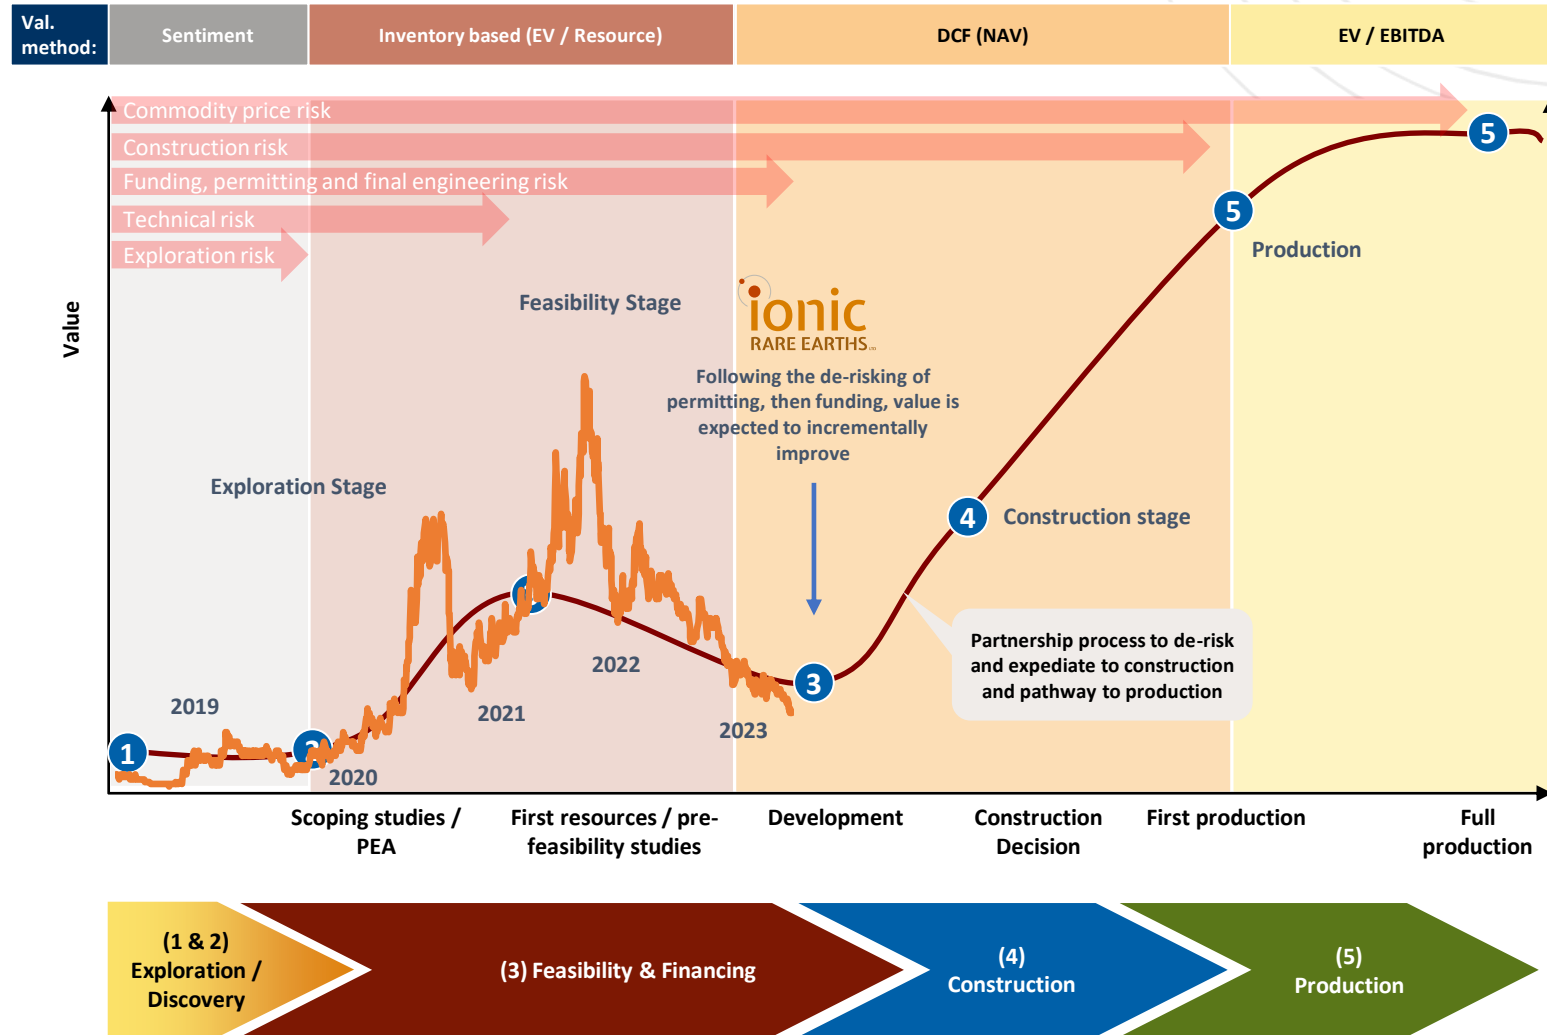 Val.
method:
Sentiment
Inventory based (EV / Resource)
DCF (NAV)
EV / EBITDA
Commodity price risk
Construction risk
Funding, permitting and final engineering risk
Technical risk
Exploration risk
Value
5
5
Production
Feasibility Stage
ionic
RARE EARTHS
Following the de-risking of
permitting, then funding, value is
expected to incrementally
improve
Exploration Stage
4
Construction stage
Partnership process to de-risk
and expediate to construction
and pathway to production
2022
3
2019
2021
2023
1
2020
Scoping studies /
PEA
First resources / pre-
feasibility studies
Development
Construction
Decision
First production
Full
production
(1 & 2)
Exploration /
Discovery
(3) Feasibility & Financing
(4)
Construction
(5)
Production